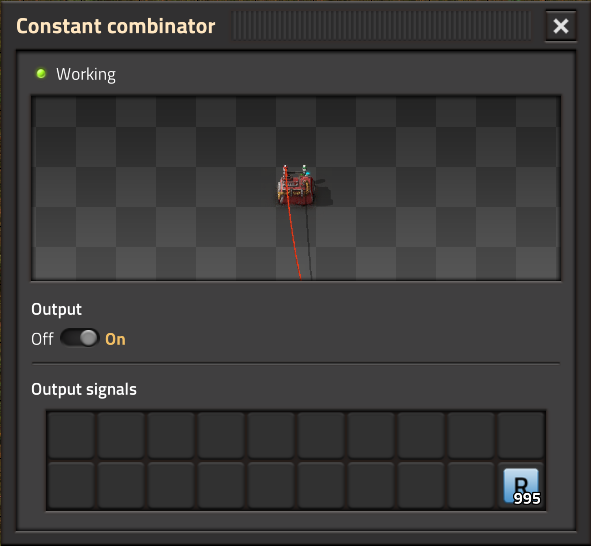 Constant combinator
Working
Output
Off On
Output signals
R
995